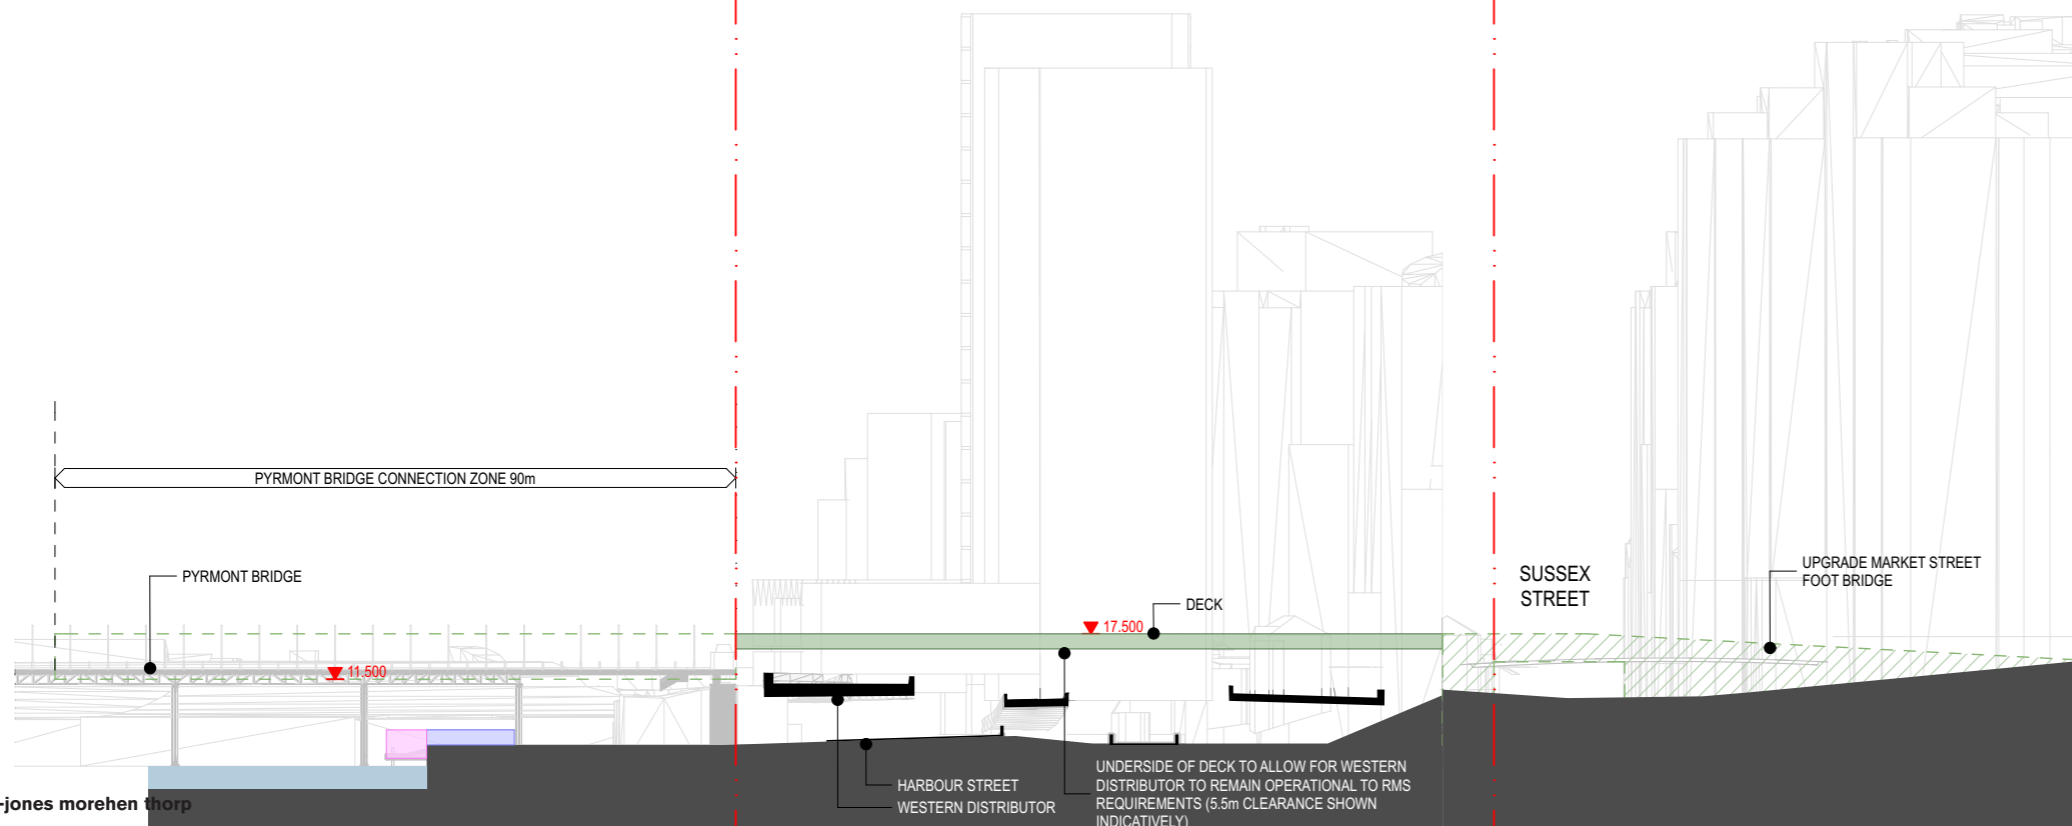 PYRMONT BRIDGE CONNECTION ZONE 90m
PYRMONT BRIDGE
11.500
DECK
17.500
SUSSEX
STREET
UPGRADE MARKET STREET
FOOT BRIDGE
HARBOUR STREET
WESTERN DISTRIBUTOR
UNDERSIDE OF DECK TO ALLOW FOR WESTERN
DISTRIBUTOR TO REMAIN OPERATIONAL TO RMS
REQUIREMENTS (5.5m CLEARANCE SHOWN
INDICATIVELY)
-jones morehen thorp